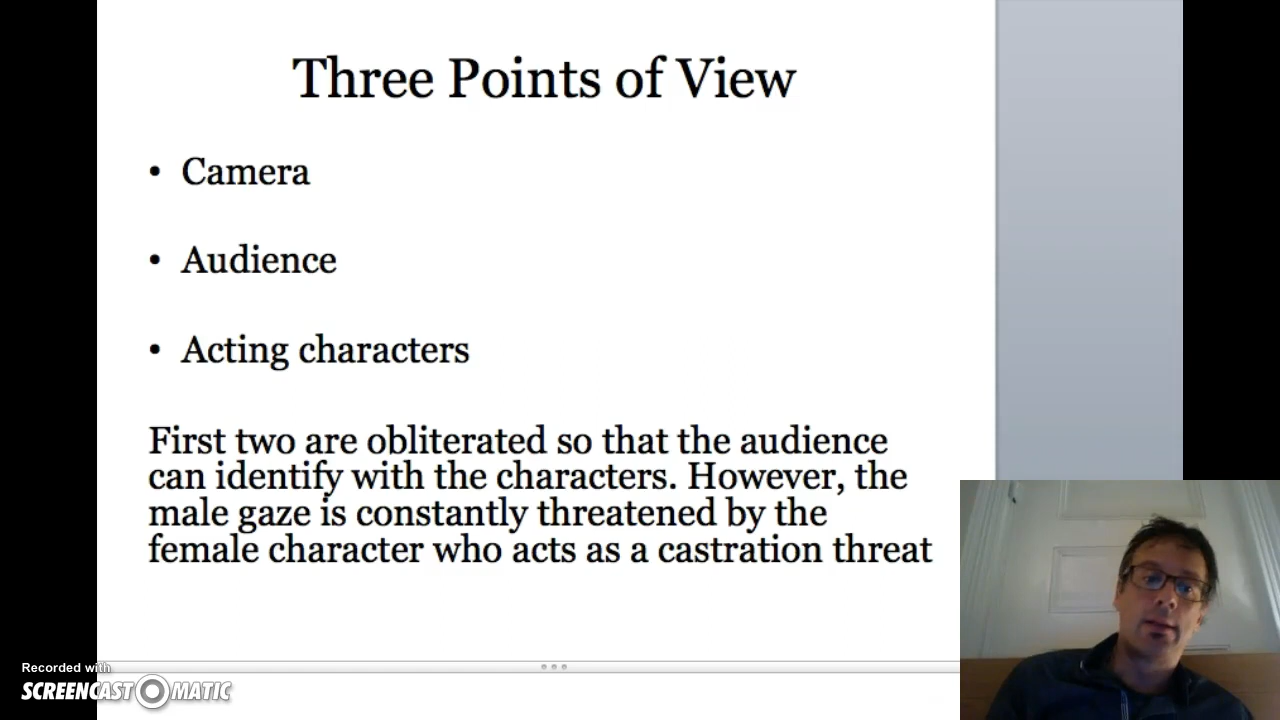 Three Points of View
• Camera
• Audience
• Acting characters
First two are obliterated so that the audience
can identify with the characters. However, the
male gaze is constantly threatened by the
female character who acts as a castration threat
Recorded with
SCREENCAST O MATIC